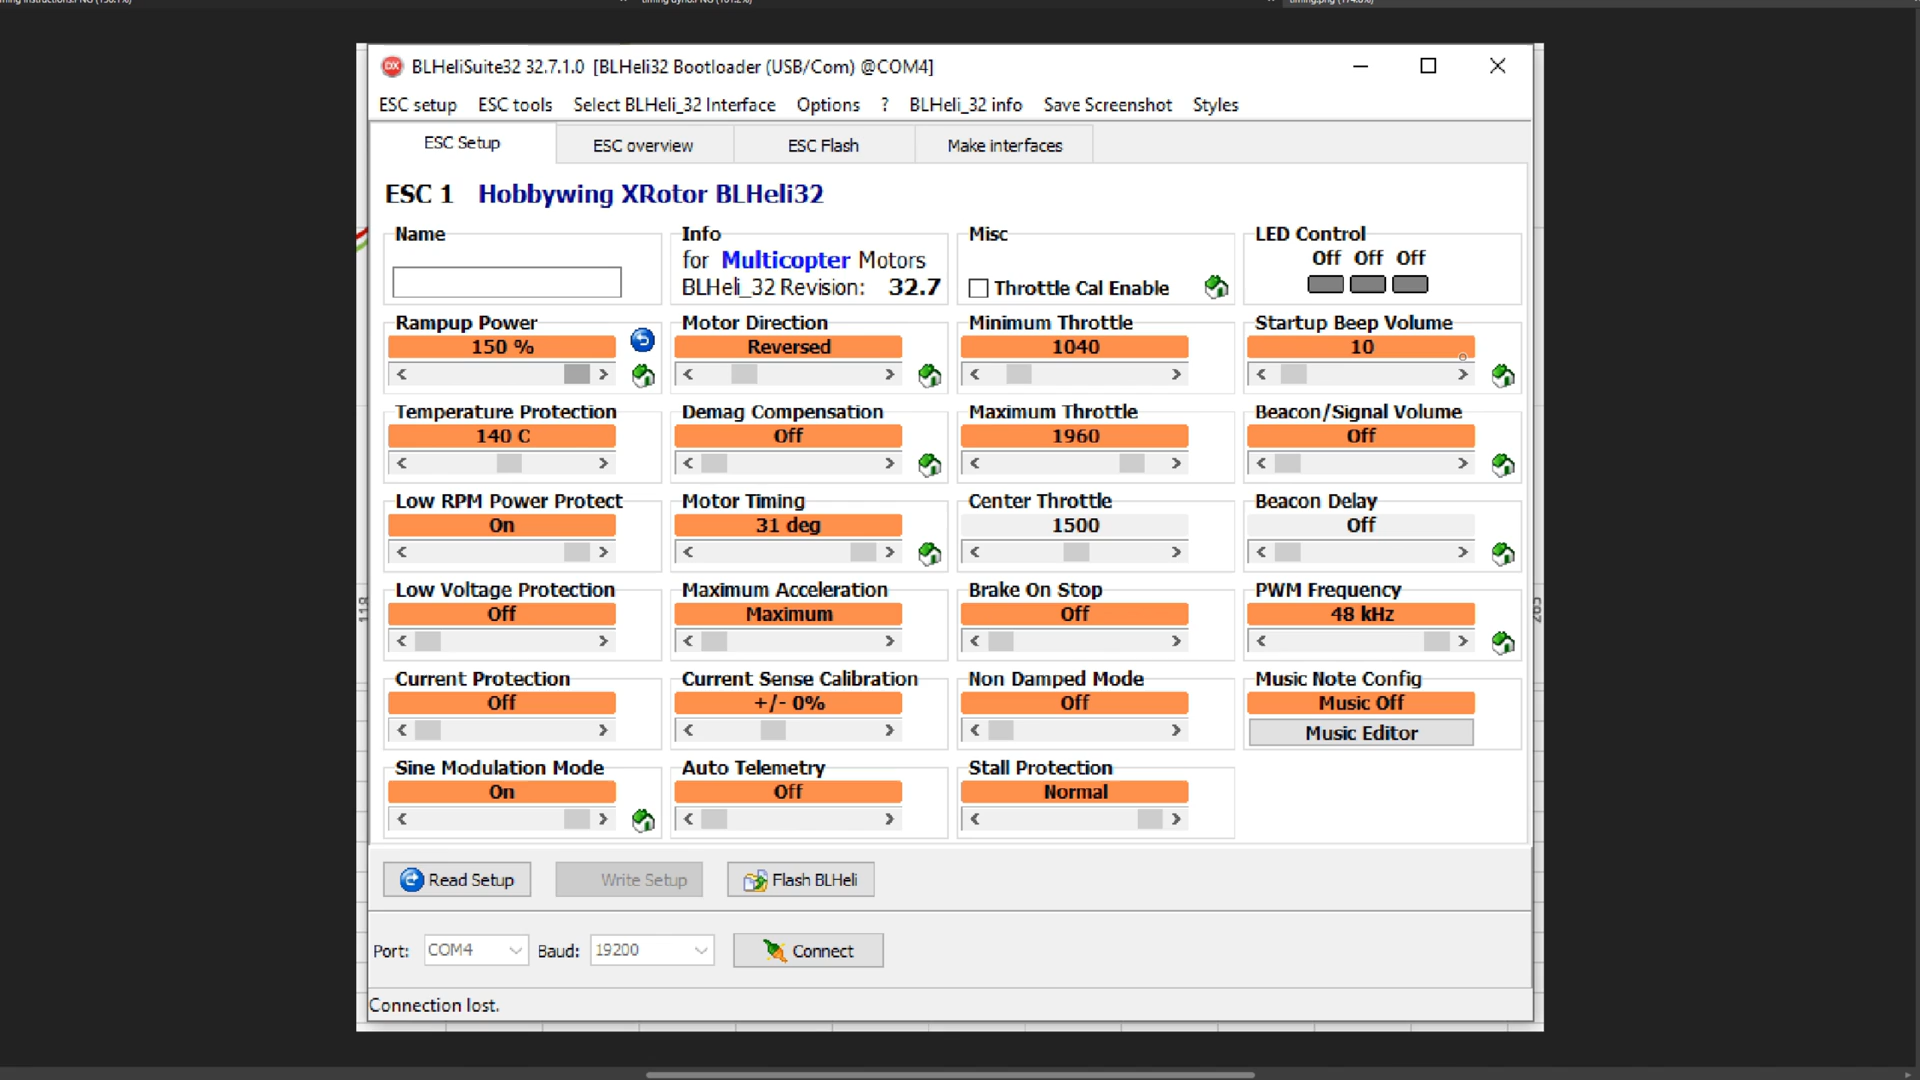 BLHeliSuite32 32.7.1.0 [BLHeli32 Bootloader (USB/Com) @COM4]
ESC setup ESC tools Select BLHeli_32 Interface Options ? BLHeli_32 info Save Screenshot Styles
ESC Setup ESC overview ESC Flash Make interfaces
ESC 1 Hobbywing XRotor BLHeli32
Name Info Misc LED Control
for Multicopter Motors Off Off Off
BLHeli_32 Revision: 32.7 Throttle Cal Enable
Rampup Power Motor Direction Minimum Throttle Startup Beep Volume
150 % Reversed 1040 10
Temperature Protection Demag Compensation Maximum Throttle Beacon/Signal Volume
140 C Off 1960 Off
Low RPM Power Protect Motor Timing Center Throttle Beacon Delay
On 31 deg 1500 Off
Low Voltage Protection Maximum Acceleration Brake On Stop PWM Frequency
Off Maximum Off 48 kHz
Current Protection Current Sense Calibration Non Damped Mode Music Note Config
Off +/- 0% Off Music Off
Music Editor
Sine Modulation Mode Auto Telemetry Stall Protection
On Off Normal
Read Setup Write Setup Flash BLHeli
Port: COM4 Baud: 19200 Connect
Connection lost.